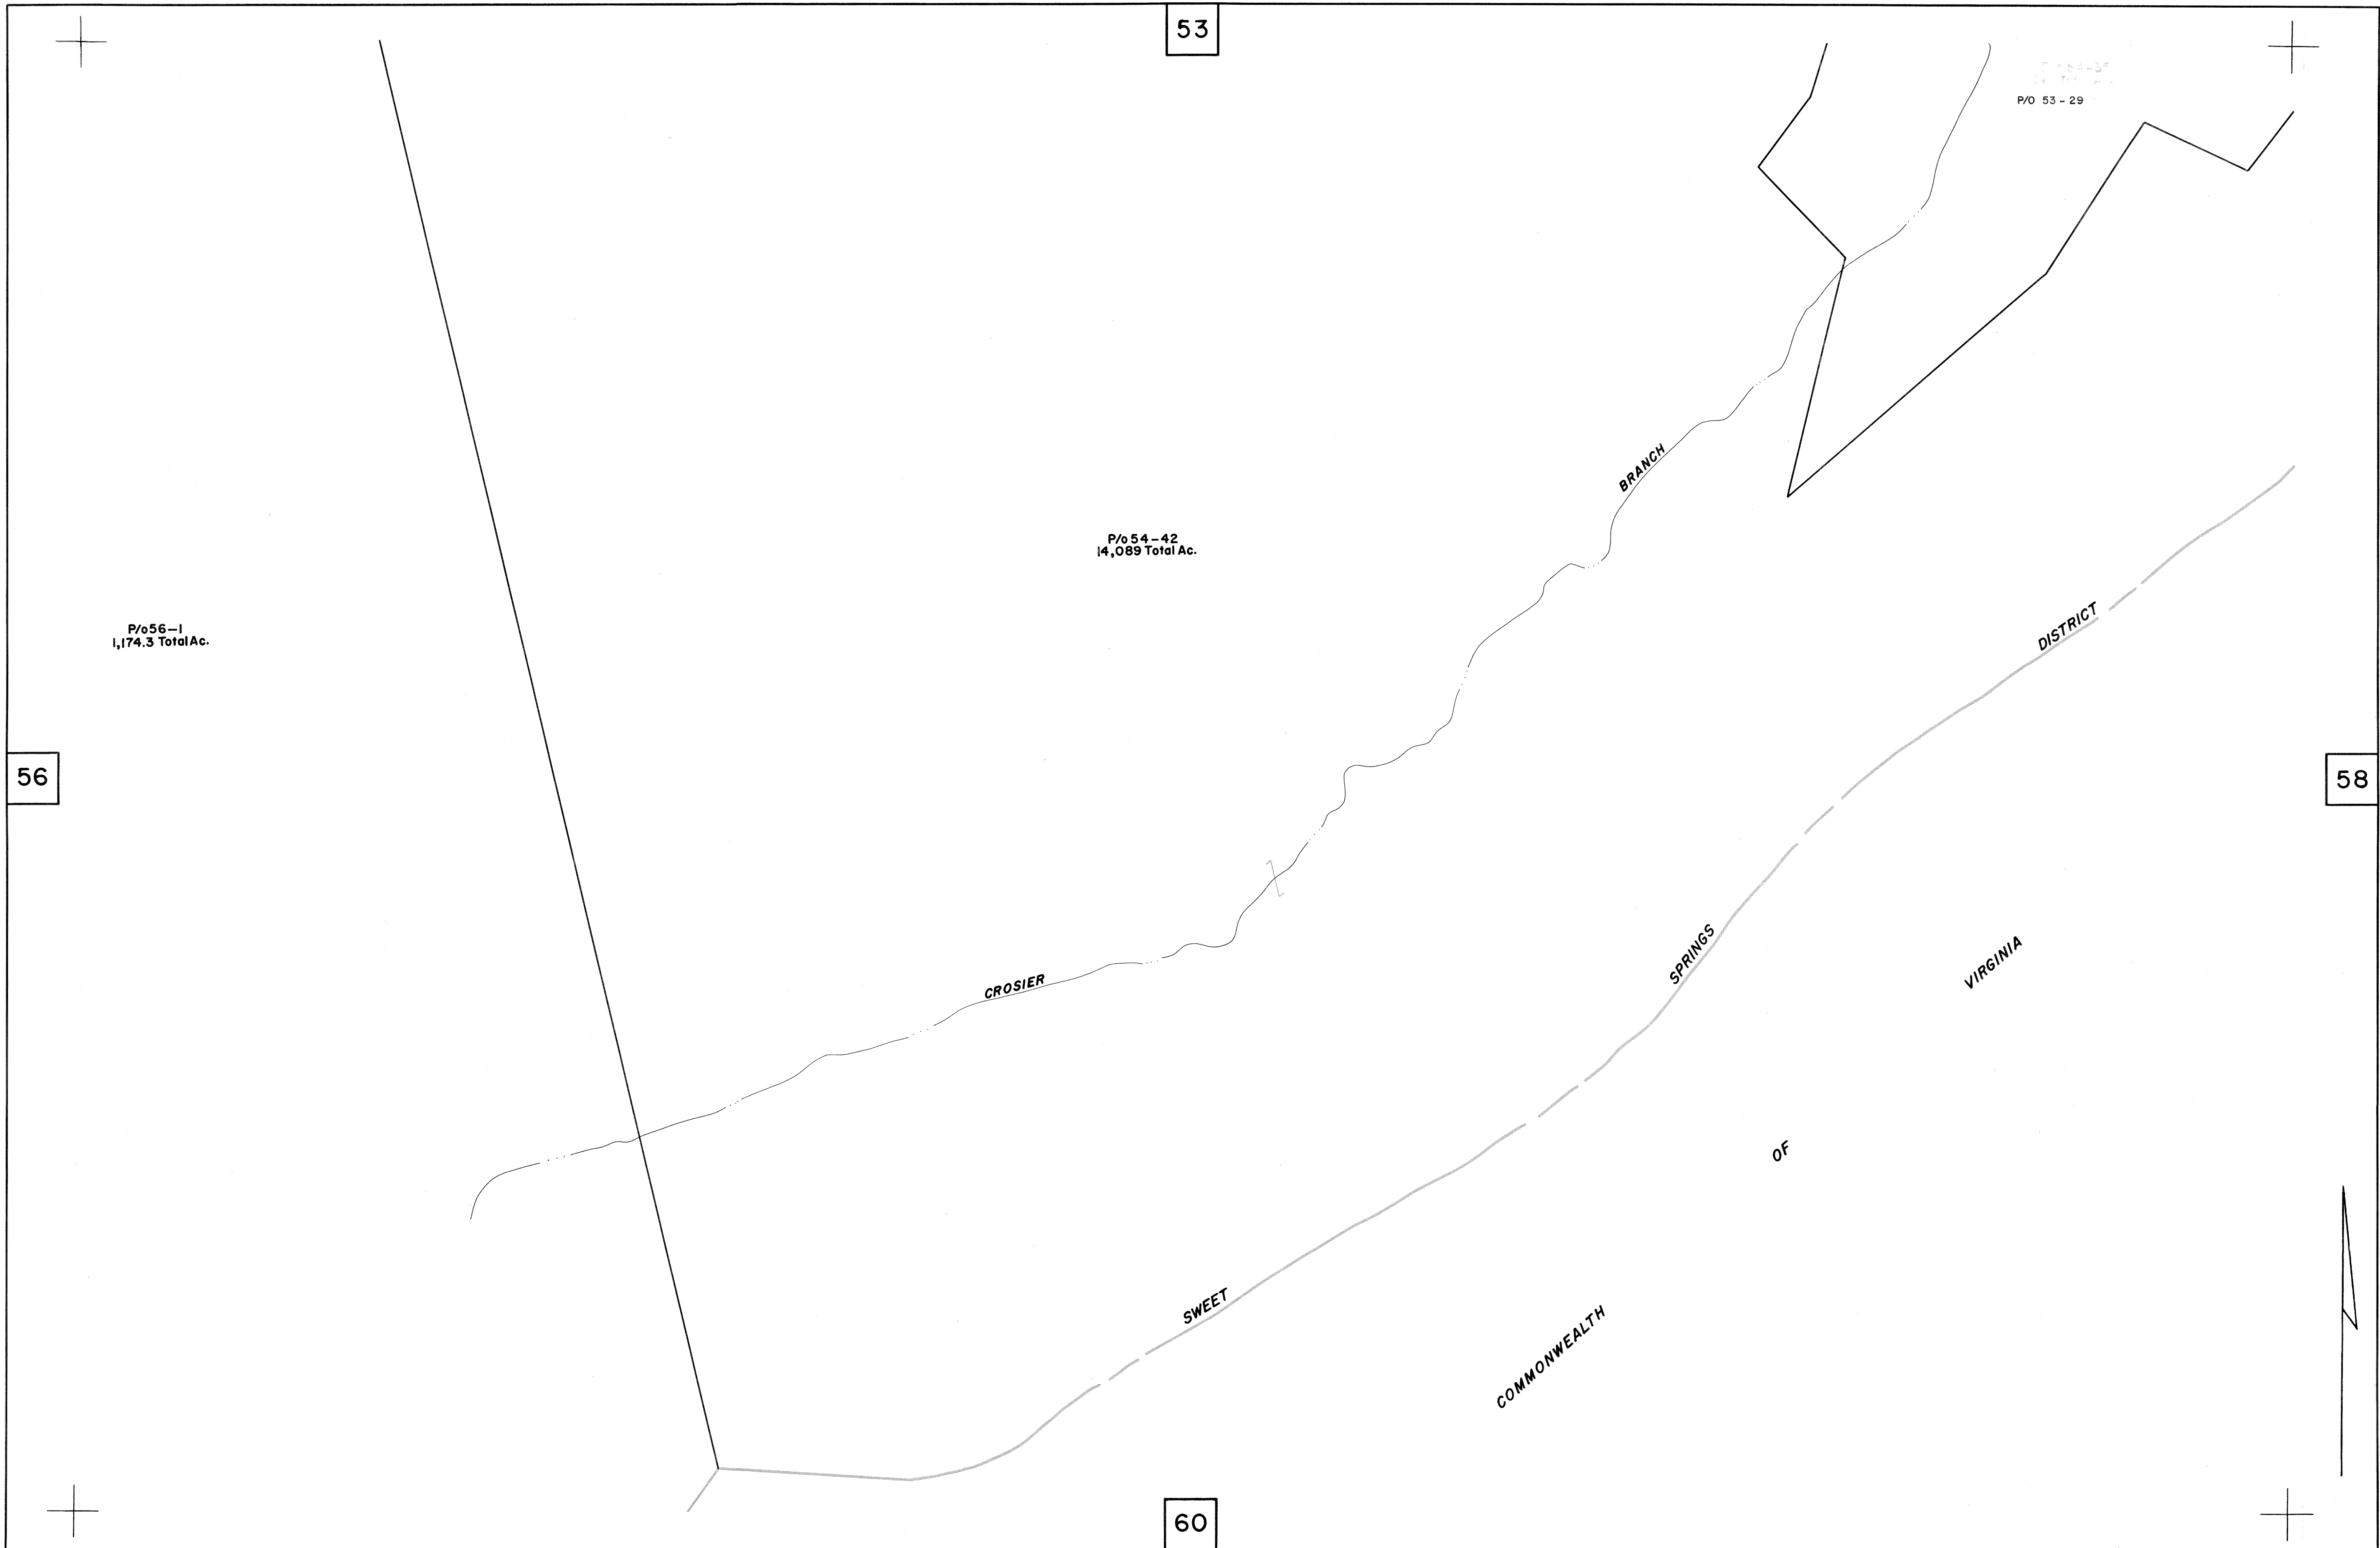 53
P/O 53-29
BRANCH
P/o 54-42
14,089 Total Ac.
DISTRICT
P/o 56-1
1,174.3 Total Ac.
56
58
SPRINGS
VIRGINIA
CROSIER
OF
SWEET
COMMONWEALTH
60